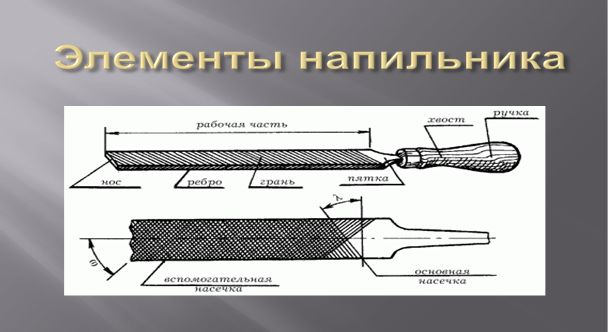 Элементы напильника
рабочая часть
хвост
ручка
нос
ребро
грань
пятка
λ
ω
вспомогательная
насечка
основная
насечка